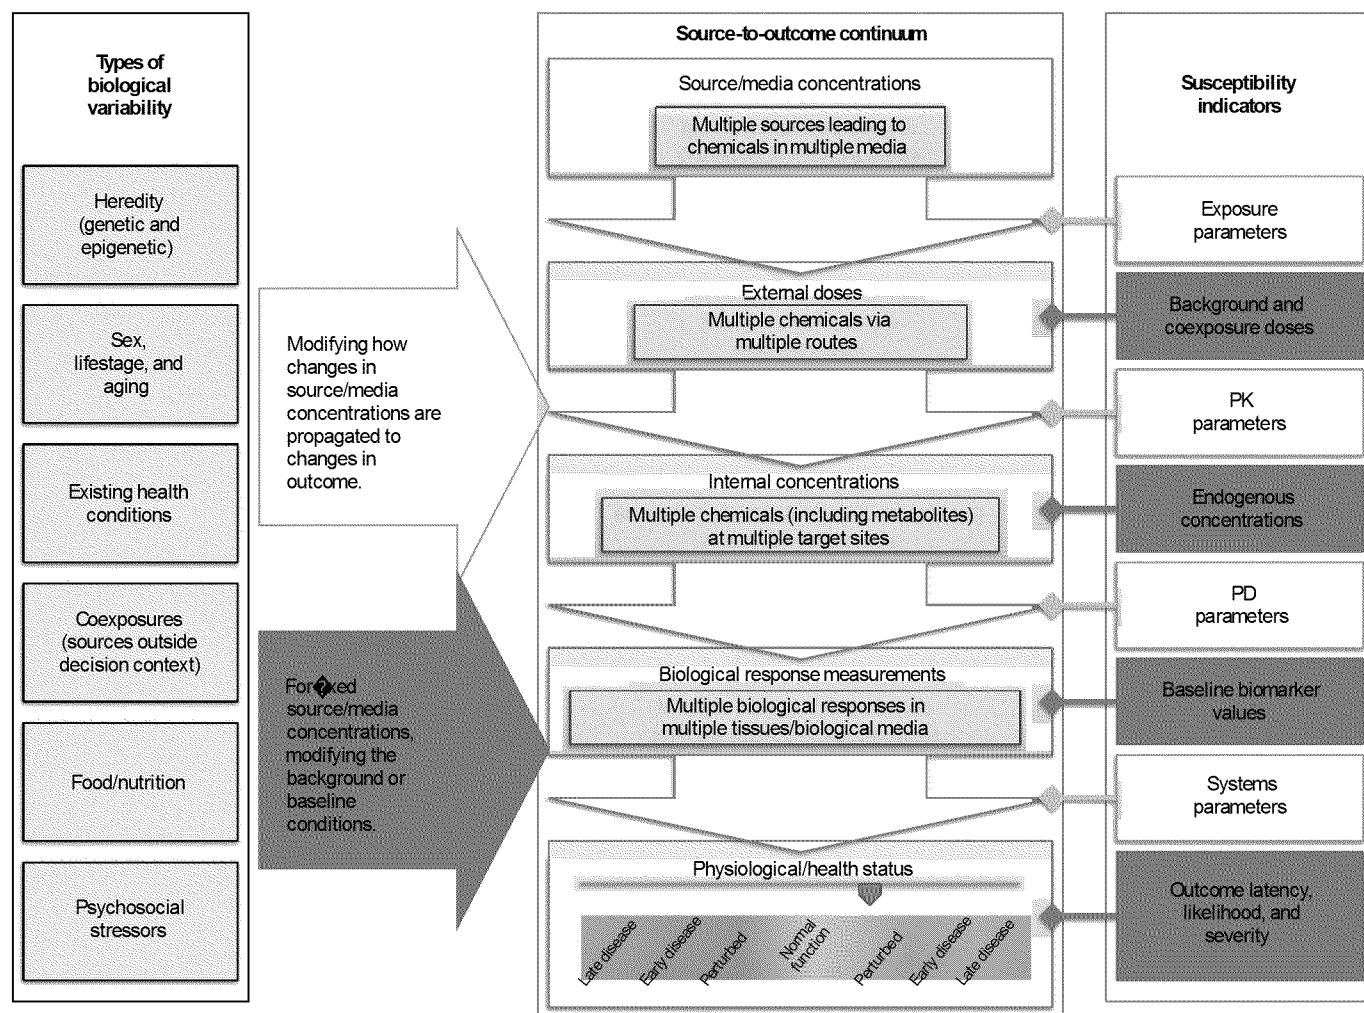 Types of
biological
variability
Heredity
(genetic and
epigenetic)
Sex,
lifestage, and
aging
Existing health
conditions
Coexposures
(sources outside
decision context)
Food/nutrition
Psychosocial
stressors
Modifying how
changes in
source/media
concentrations are
propagated to
changes in
outcome.
For�xed
source/media
concentrations,
modifying the
background or
baseline
conditions.
Source-to-outcome continuum
Source/media concentrations
Multiple sources leading to
chemicals in multiple media
External doses
Multiple chemicals via
multiple routes
Internal concentrations
Multiple chemicals (including metabolites)
at multiple target sites
Biological response measurements
Multiple biological responses in
multiple tissues/biological media
Physiological/health status
Late disease
Early disease
Perturbed
Normal
function
Perturbed
Early disease
Late disease
Susceptibility
indicators
Exposure
parameters
Background and
coexposure doses
PK
parameters
Endogenous
concentrations
PD
parameters
Baseline biomarker
values
Systems
parameters
Outcome latency,
likelihood, and
severity